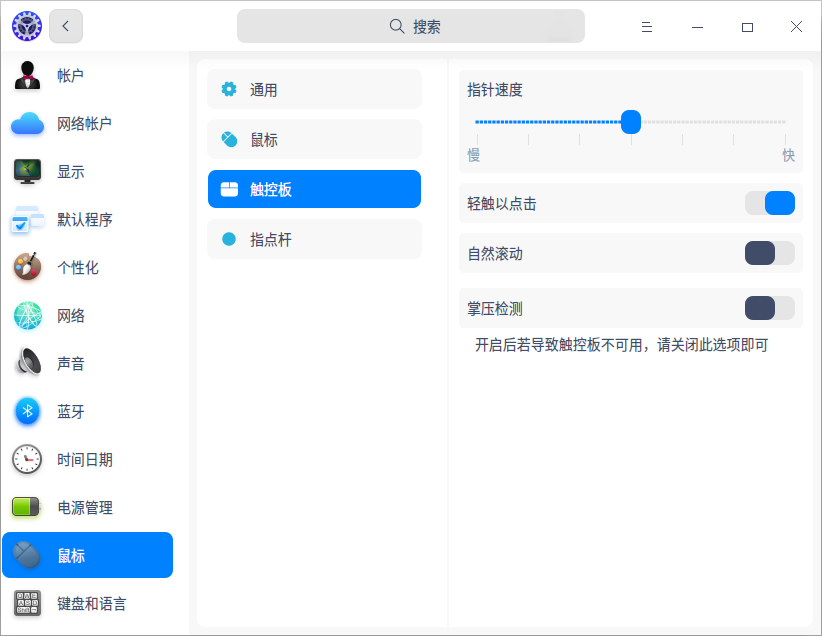 搜索
帐户
网络帐户
显示
默认程序
个性化
网络
声音
蓝牙
时间日期
电源管理
鼠标
键盘和语言
通用
鼠标
触控板
指点杆
指针速度
慢
快
轻触以点击
自然滚动
掌压检测
开启后若导致触控板不可用，请关闭此选项即可